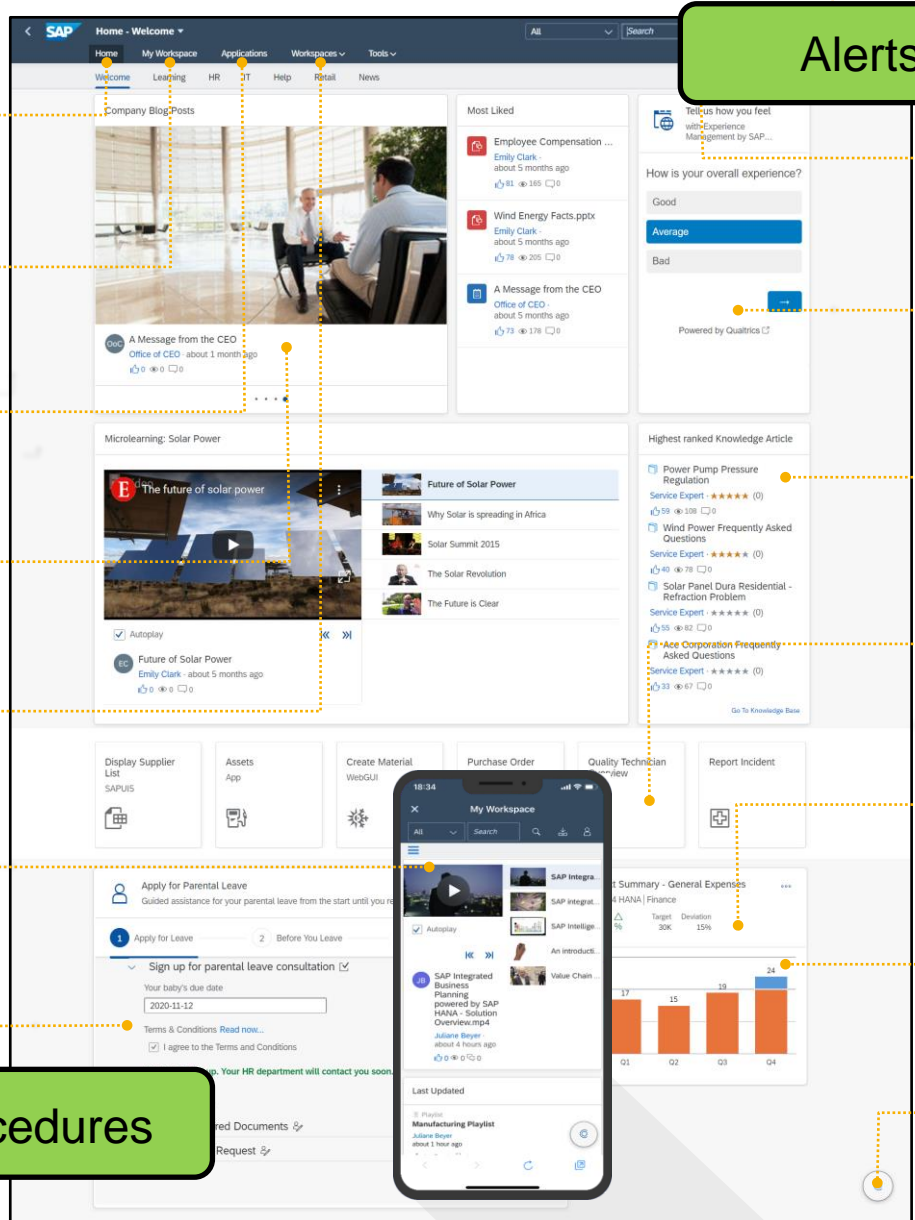 SAP Home - Welcome
All Search
Alerts
Home My Workspace Applications Workspaces Tools
Welcome Learning HR IT Help Retail News
Company Blog Posts
A Message from the CEO
Office of CEO · about 1 month ago
0 0 0
Most Liked
Employee Compensation ...
Emily Clark ·
about 5 months ago
81 165 0
Wind Energy Facts.pptx
Emily Clark ·
about 5 months ago
78 205 0
A Message from the CEO
Office of CEO ·
about 5 months ago
73 178 0
Tell us how you feel
with Experience
Management by SAP...
How is your overall experience?
Good
Average
Bad
→
Powered by Qualtrics
Microlearning: Solar Power
The future of solar power
Autoplay
Future of Solar Power
Emily Clark · about 5 months ago
0 0 0
Future of Solar Power
Why Solar is spreading in Africa
Solar Summit 2015
The Solar Revolution
The Future is Clear
Highest ranked Knowledge Article
Power Pump Pressure
Regulation
Service Expert · ★★★★★ (0)
59 108 0
Wind Power Frequently Asked
Questions
Service Expert · ★★★★★ (0)
40 78 0
Solar Panel Dura Residential -
Refraction Problem
Service Expert · ★★★★★ (0)
55 82 0
Ace Corporation Frequently
Asked Questions
Service Expert · ★★★★★ (0)
33 67 0
Go To Knowledge Base
Display Supplier
List
SAPUI5
Assets
App
Create Material
WebGUI
Purchase Order
Quality Technician
Overview
Report Incident
Apply for Parental Leave
Guided assistance for your parental leave from the start until you re
1 Apply for Leave 2 Before You Leave
Sign up for parental leave consultation
Your baby's due date
2020-11-12
Terms & Conditions Read now...
I agree to the Terms and Conditions
up. Your HR department will contact you soon.
red Documents
Request
cedures
18:34
My Workspace
All Search
Autoplay
SAP Integrated
Business
Planning
powered by SAP
HANA - Solution
Overview.mp4
Juliane Beyer ·
about 4 hours ago
0 0 0
SAP Integra...
SAP integrat...
SAP Intellige...
An introducti...
Value Chain ...
Last Updated
Playlist
Manufacturing Playlist
Juliane Beyer
about 1 hour ago
t Summary - General Expenses ...
4 HANA | Finance
Target Deviation
% 30K 15%
17 15 19 24
Q1 Q2 Q3 Q4